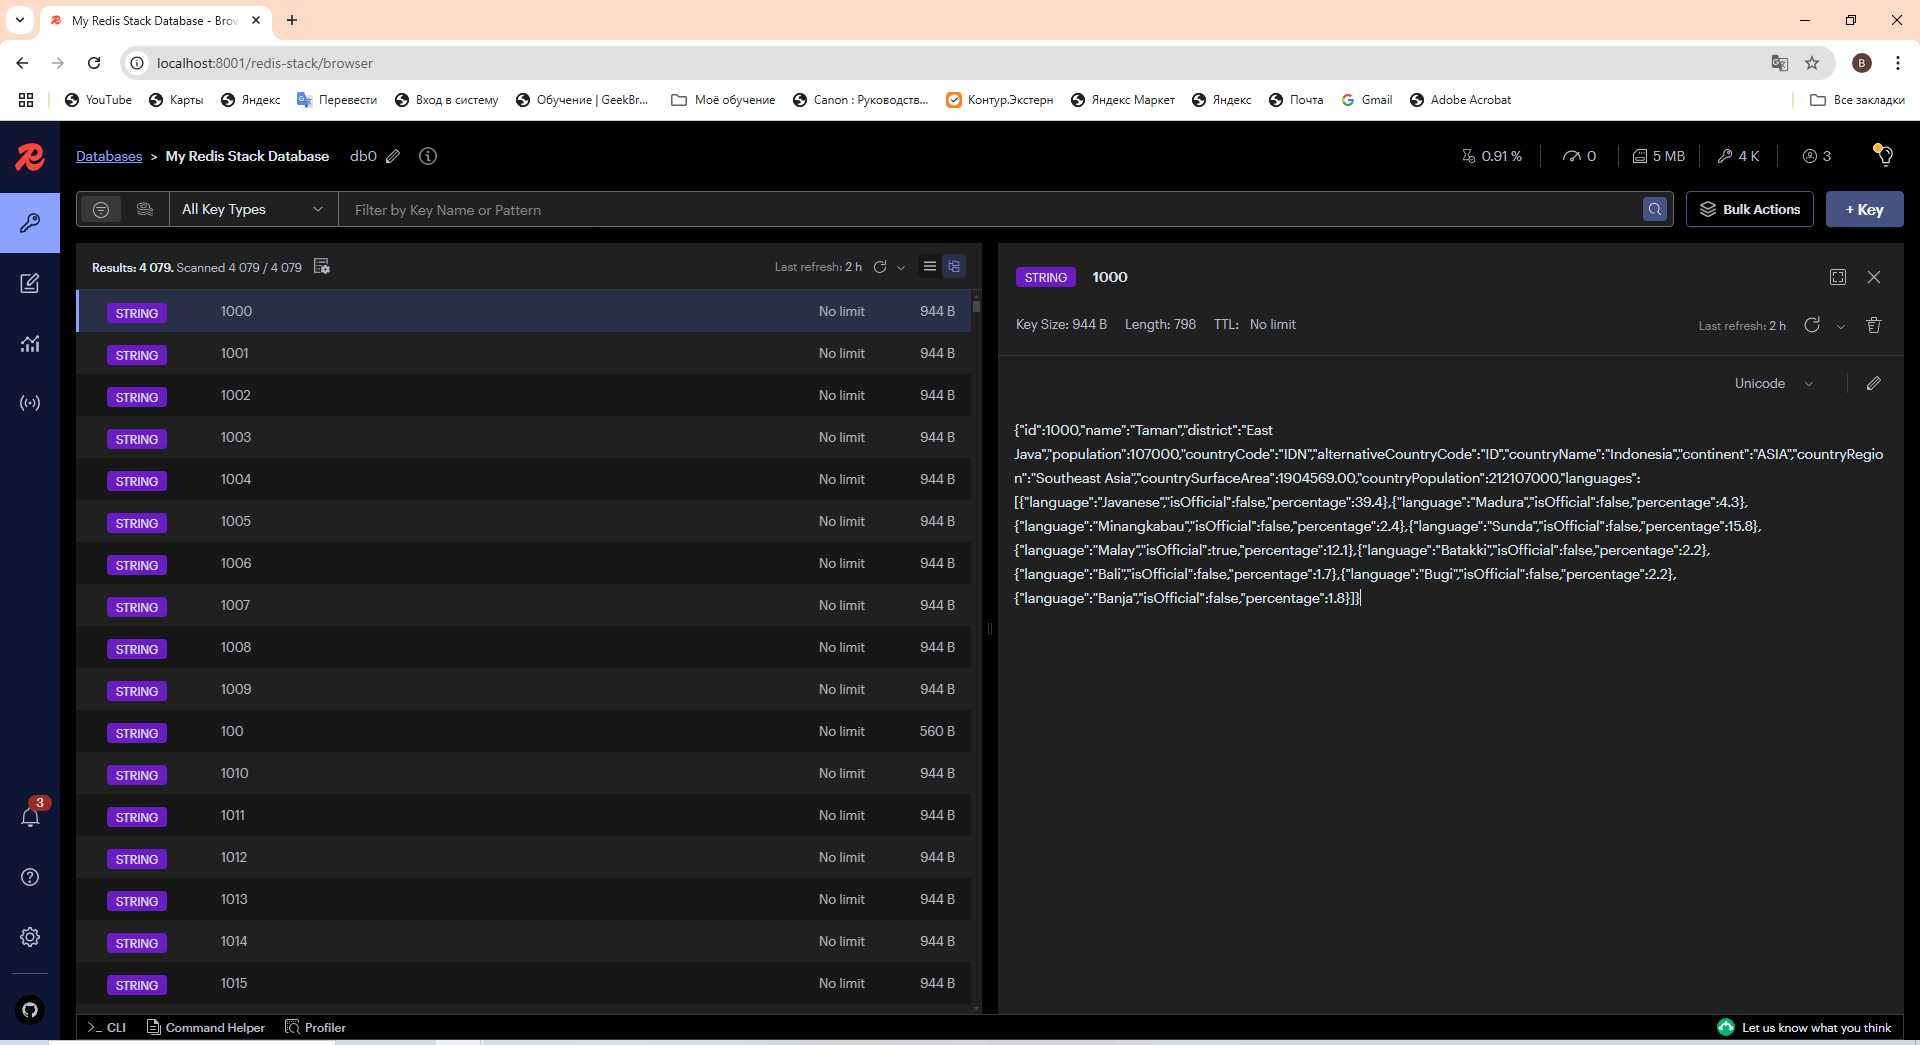 My Redis Stack Database - Brow
localhost:8001/redis-stack/browser
B
YouTube Карты Яндекс Перевести Вход в систему Обучение | GeekBr... Моё обучение Canon : Руководств... Контур.Экстерн Яндекс Маркет Яндекс Почта Gmail Adobe Acrobat Все закладки
Databases > My Redis Stack Database db0 0.91 % 0 5 MB 4 K 3
All Key Types Filter by Key Name or Pattern Bulk Actions + Key
Results: 4 079. Scanned 4 079 / 4 079 Last refresh: 2 h
STRING 1000 No limit 944 B
STRING 1001 No limit 944 B
STRING 1002 No limit 944 B
STRING 1003 No limit 944 B
STRING 1004 No limit 944 B
STRING 1005 No limit 944 B
STRING 1006 No limit 944 B
STRING 1007 No limit 944 B
STRING 1008 No limit 944 B
STRING 1009 No limit 944 B
STRING 100 No limit 560 B
STRING 1010 No limit 944 B
STRING 1011 No limit 944 B
STRING 1012 No limit 944 B
STRING 1013 No limit 944 B
STRING 1014 No limit 944 B
STRING 1015 No limit 944 B
STRING 1000
Key Size: 944 B Length: 798 TTL: No limit Last refresh: 2 h
Unicode
{"id":1000,"name":"Taman","district":"East
Java","population":107000,"countryCode":"IDN","alternativeCountryCode":"ID","countryName":"Indonesia","continent":"ASIA","countryRegio
n":"Southeast Asia","countrySurfaceArea":1904569.00,"countryPopulation":212107000,"languages":
[{"language":"Javanese","isOfficial":false,"percentage":39.4},{"language":"Madura","isOfficial":false,"percentage":4.3},
{"language":"Minangkabau","isOfficial":false,"percentage":2.4},{"language":"Sunda","isOfficial":false,"percentage":15.8},
{"language":"Malay","isOfficial":true,"percentage":12.1},{"language":"Batakki","isOfficial":false,"percentage":2.2},
{"language":"Bali","isOfficial":false,"percentage":1.7},{"language":"Bugi","isOfficial":false,"percentage":2.2},
{"language":"Banja","isOfficial":false,"percentage":1.8}]}
3
CLI Command Helper Profiler Let us know what you think